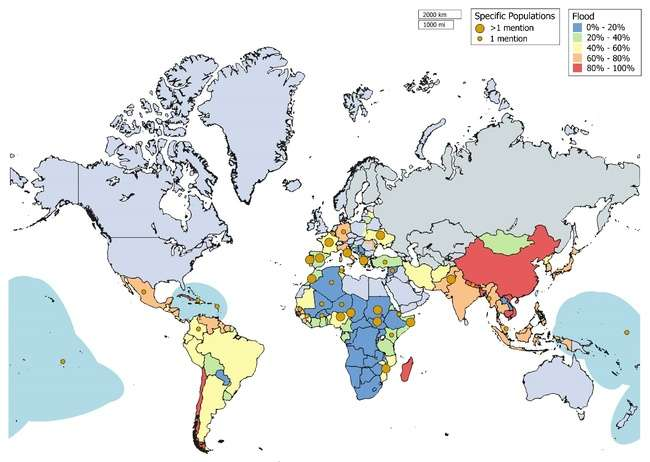 2000 km
1000 mi
Specific Populations
>1 mention
1 mention
Flood
0% - 20%
20% - 40%
40% - 60%
60% - 80%
80% - 100%